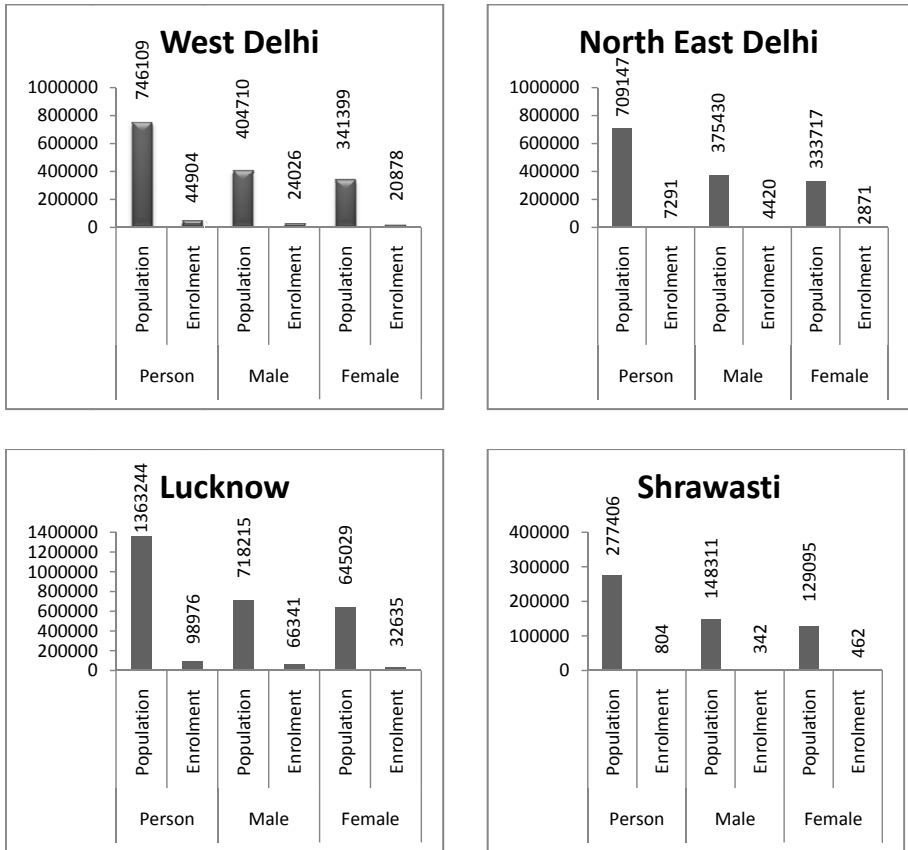 West Delhi
746109
44904
404710
24026
341399
20878
1000000
800000
600000
400000
200000
0
Population
Enrolment
Population
Enrolment
Population
Enrolment
Person Male Female
North East Delhi
709147
7291
375430
4420
333717
2871
1000000
800000
600000
400000
200000
0
Population
Enrolment
Population
Enrolment
Population
Enrolment
Person Male Female
Lucknow
1363244
98976
718215
66341
645029
32635
1400000
1200000
1000000
800000
600000
400000
200000
0
Population
Enrolment
Population
Enrolment
Population
Enrolment
Person Male Female
Shrawasti
277406
804
148311
342
129095
462
400000
300000
200000
100000
0
Population
Enrolment
Population
Enrolment
Population
Enrolment
Person Male Female